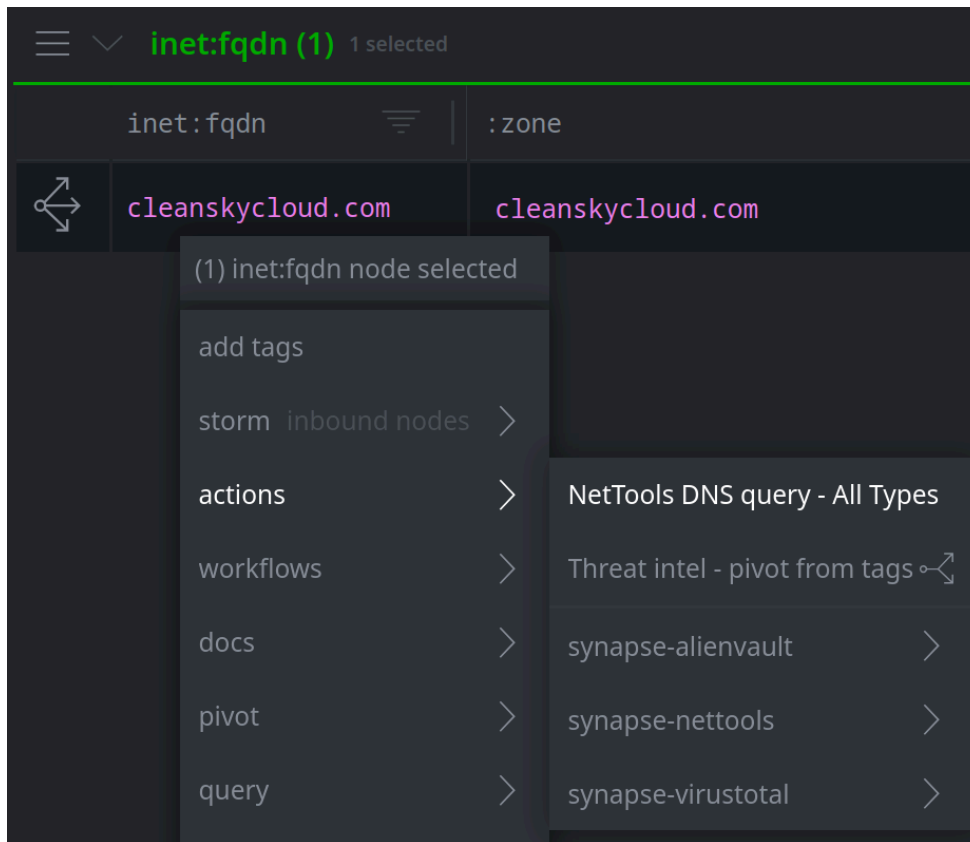 inet:fqdn (1) 1 selected
inet:fqdn :zone
cleanskycloud.com cleanskycloud.com
(1) inet:fqdn node selected
add tags
storm inbound nodes
actions
NetTools DNS query - All Types
workflows
Threat intel - pivot from tags
docs
synapse-alienvault
pivot
synapse-nettools
query
synapse-virustotal